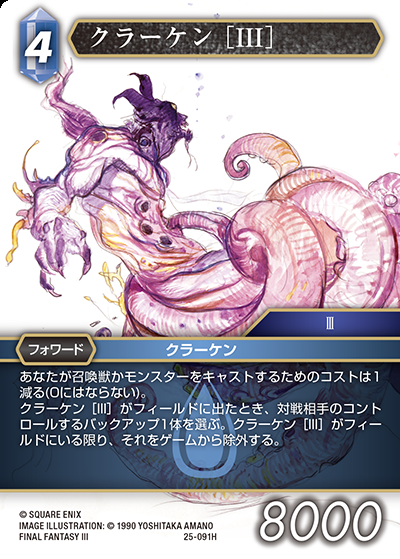 4
クラーケン［III］
III
フォワード
クラーケン
あなたが召喚獣かモンスターをキャストするためのコストは1
減る(0にはならない)。
クラーケン［III］がフィールドに出たとき、対戦相手のコント
ロールするバックアップ1体を選ぶ。クラーケン［III］がフィー
ルドにいる限り、それをゲームから除外する。
© SQUARE ENIX
IMAGE ILLUSTRATION: © 1990 YOSHITAKA AMANO
FINAL FANTASY III
25-091H
8000